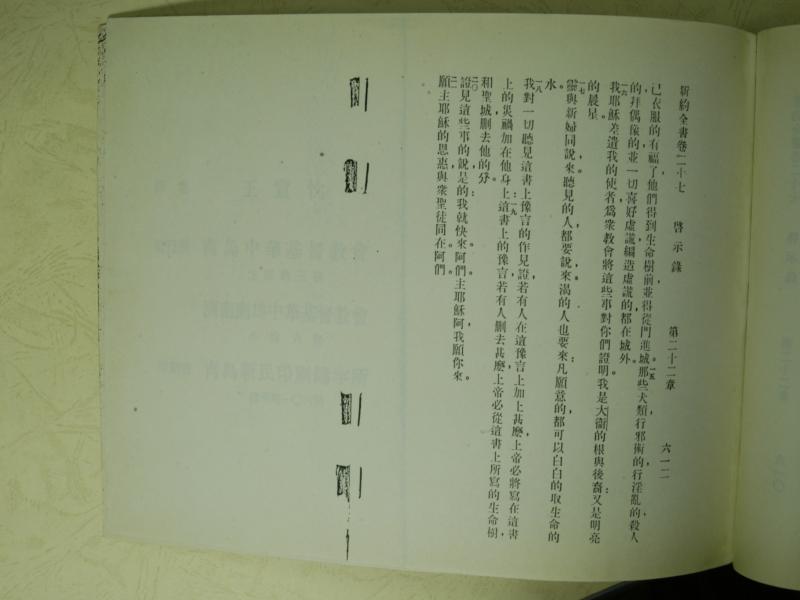 新約全書卷二十七　啓示錄　第二十二章　六一二
己衣服的有福了他們得到生命樹前並得從門進城。一五那些犬類行邪術的行淫亂的殺人
的拜偶像的並一切喜好虛謊編造虛謊的都在城外。
一六我耶穌差遣我的使者爲衆教會將這些事對你們證明我是大衞的根與後裔又是明亮
的晨星。
一七靈與新婦同說來聽見的人都要說來渴的人也要來凡願意的都可以白白的取生命的
水。
一八我對一切聽見這書上豫言的作見證若有人在這豫言上加上甚麼上帝必將寫在這書
上的災禍加在他身上：一九這書上的豫言若有人刪去甚麼上帝必從這書上所寫的生命樹
和聖城刪去他的分。
二〇證見這些事的說是的我就快來阿們主耶穌阿我願你來。
二一願主耶穌的恩惠與衆聖徒同在阿們。